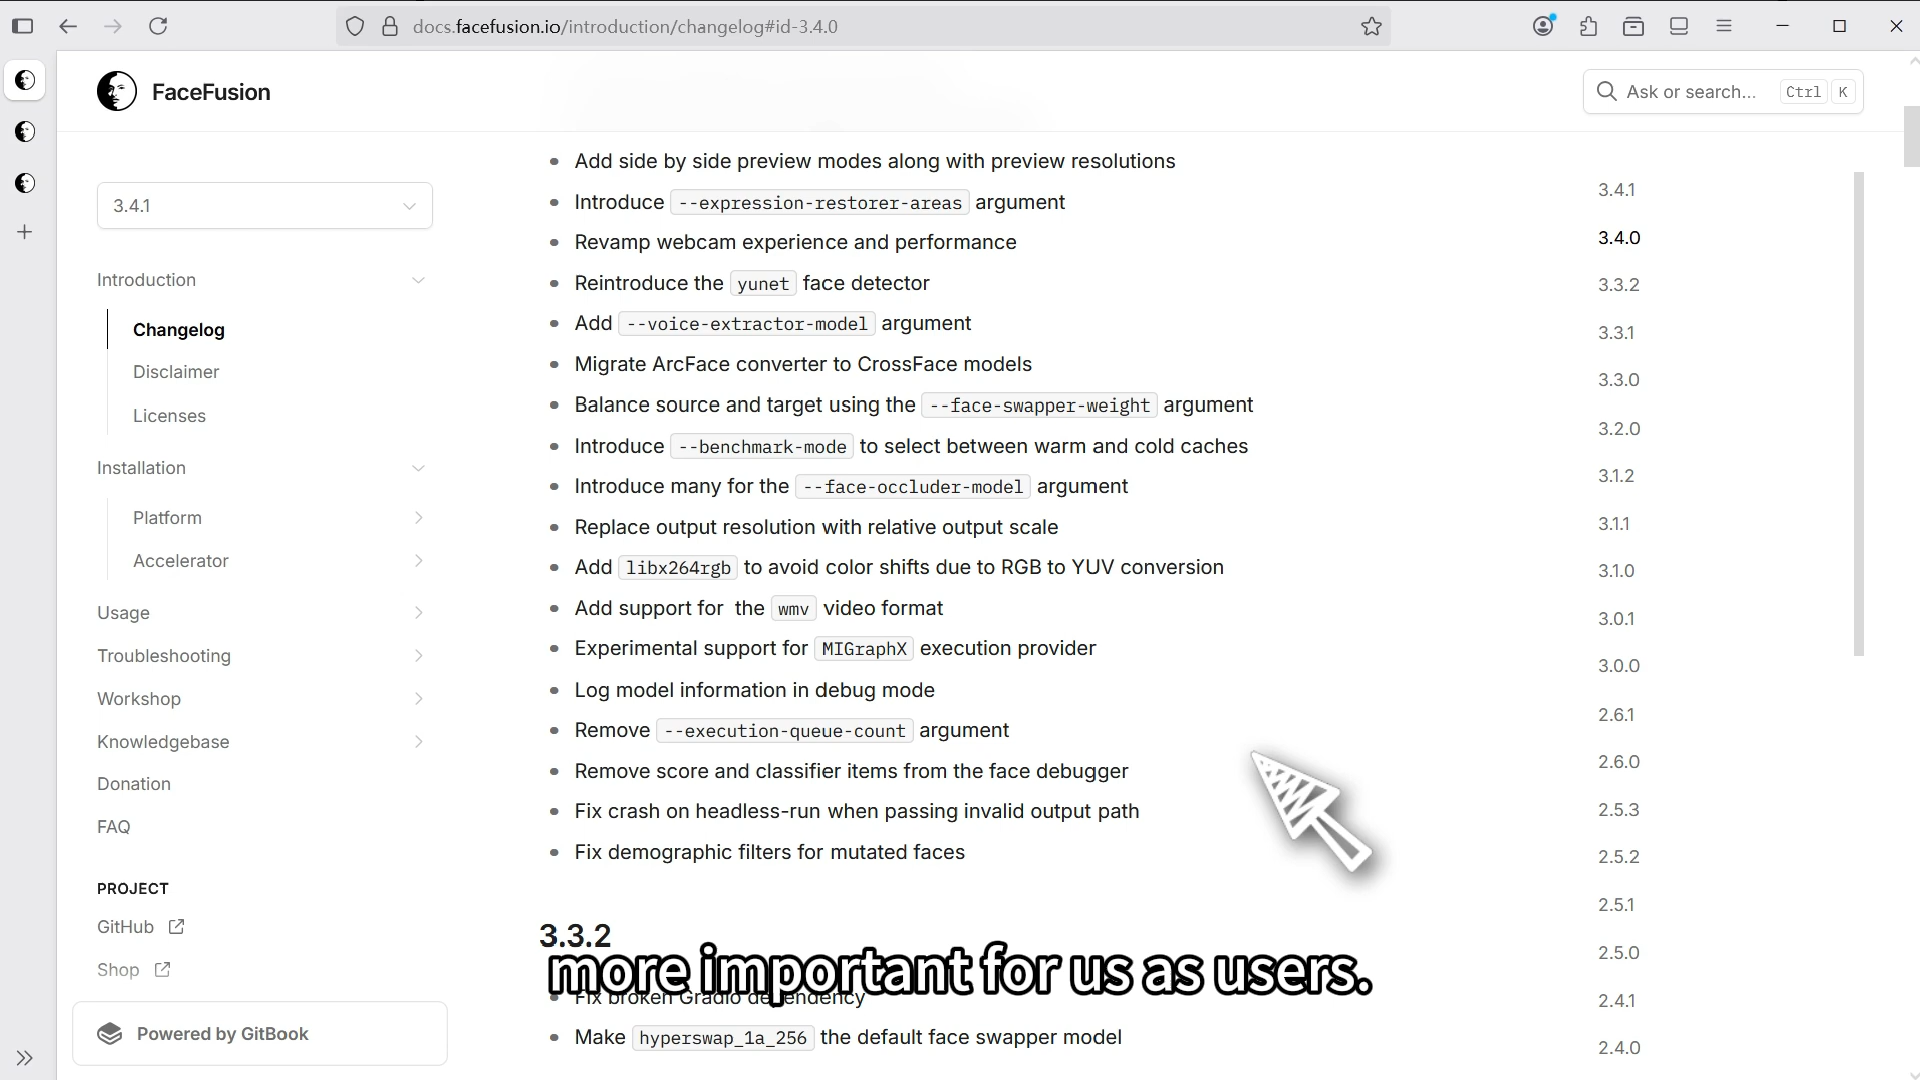 docs.facefusion.io/introduction/changelog#id-3.4.0
FaceFusion
Ask or search... Ctrl K
3.4.1
Introduction
Changelog
Disclaimer
Licenses
Installation
Platform
Accelerator
Usage
Troubleshooting
Workshop
Knowledgebase
Donation
FAQ
PROJECT
GitHub
Shop
Powered by GitBook
Add side by side preview modes along with preview resolutions
Introduce --expression-restorer-areas argument
Revamp webcam experience and performance
Reintroduce the yunet face detector
Add --voice-extractor-model argument
Migrate ArcFace converter to CrossFace models
Balance source and target using the --face-swapper-weight argument
Introduce --benchmark-mode to select between warm and cold caches
Introduce many for the --face-occluder-model argument
Replace output resolution with relative output scale
Add libx264rgb to avoid color shifts due to RGB to YUV conversion
Add support for the wmv video format
Experimental support for MIGraphX execution provider
Log model information in debug mode
Remove --execution-queue-count argument
Remove score and classifier items from the face debugger
Fix crash on headless-run when passing invalid output path
Fix demographic filters for mutated faces
3.3.2
more important for us as users.
Fix broken Gradio dependency
Make hyperswap_1a_256 the default face swapper model
3.4.1
3.4.0
3.3.2
3.3.1
3.3.0
3.2.0
3.1.2
3.1.1
3.1.0
3.0.1
3.0.0
2.6.1
2.6.0
2.5.3
2.5.2
2.5.1
2.5.0
2.4.1
2.4.0